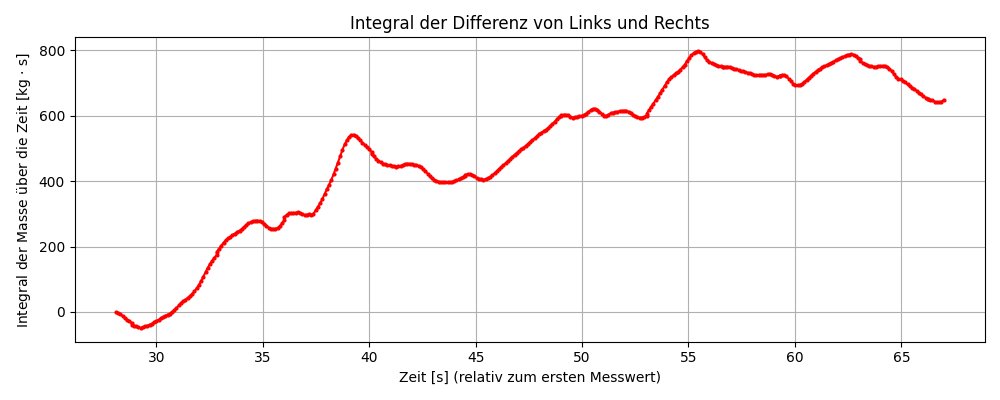 Integral der Differenz von Links und Rechts
Integral der Masse über die Zeit [kg · s]
800
600
400
200
0
30 35 40 45 50 55 60 65
Zeit [s] (relativ zum ersten Messwert)